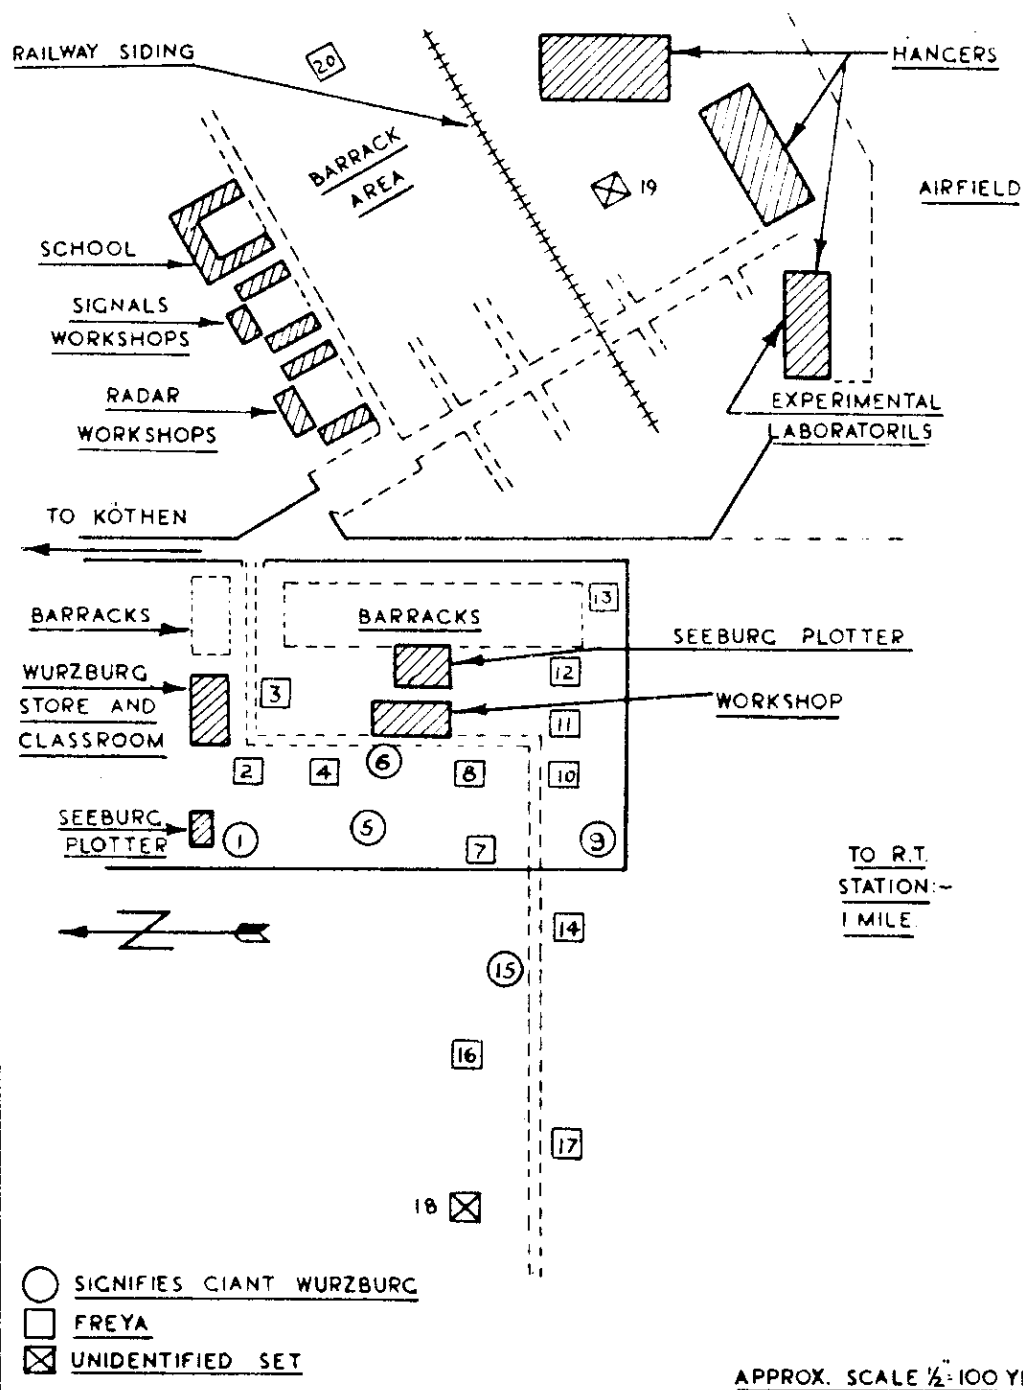 RAILWAY SIDING
20
HANGERS
BARRACK
AREA
19
AIRFIELD
SCHOOL
SIGNALS
WORKSHOPS
RADAR
WORKSHOPS
EXPERIMENTAL
LABORATORILS
TO KÖTHEN
BARRACKS
BARRACKS
13
SEEBURG PLOTTER
WURZBURG
STORE AND
CLASSROOM
3
12
WORKSHOP
11
2
4
6
8
10
SEEBURG
PLOTTER
1
5
7
9
TO R.T.
STATION:~
1 MILE.
N
14
15
16
17
18
SIGNIFIES GIANT WURZBURG
FREYA
UNIDENTIFIED SET
APPROX. SCALE ½"=100 Y